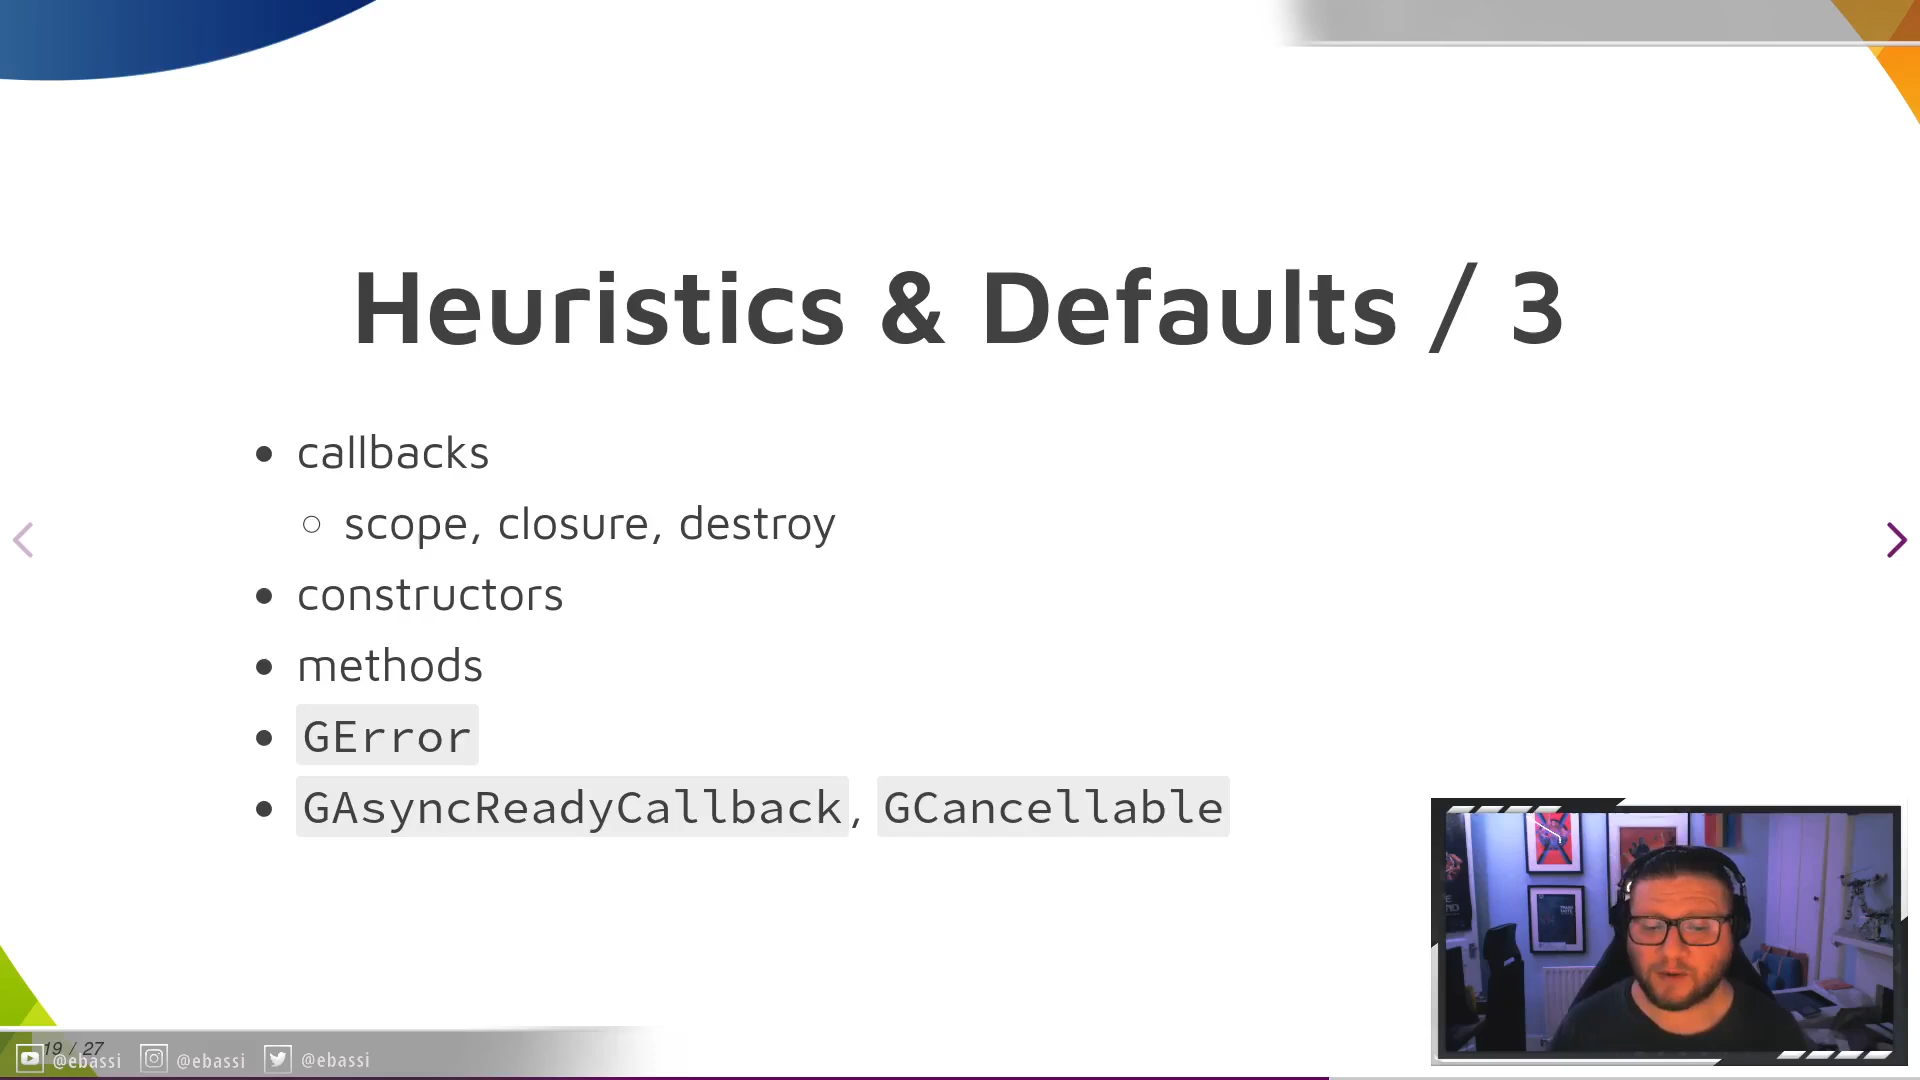 Heuristics & Defaults / 3
callbacks
scope, closure, destroy
constructors
methods
GError
GAsyncReadyCallback, GCancellable
19 / 27
@ebassi @ebassi @ebassi